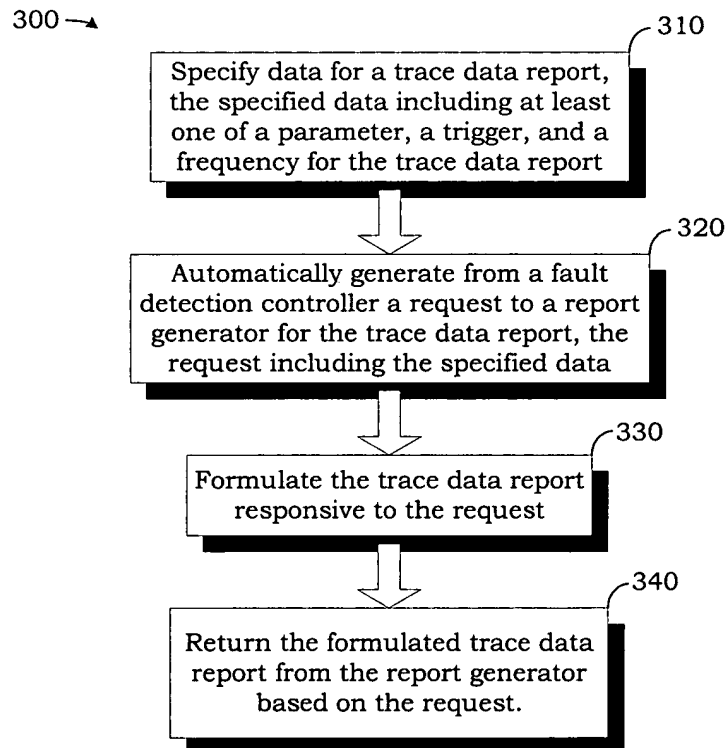 300
310
Specify data for a trace data report,
the specified data including at least
one of a parameter, a trigger, and a
frequency for the trace data report
320
Automatically generate from a fault
detection controller a request to a report
generator for the trace data report, the
request including the specified data
330
Formulate the trace data report
responsive to the request
340
Return the formulated trace data
report from the report generator
based on the request.